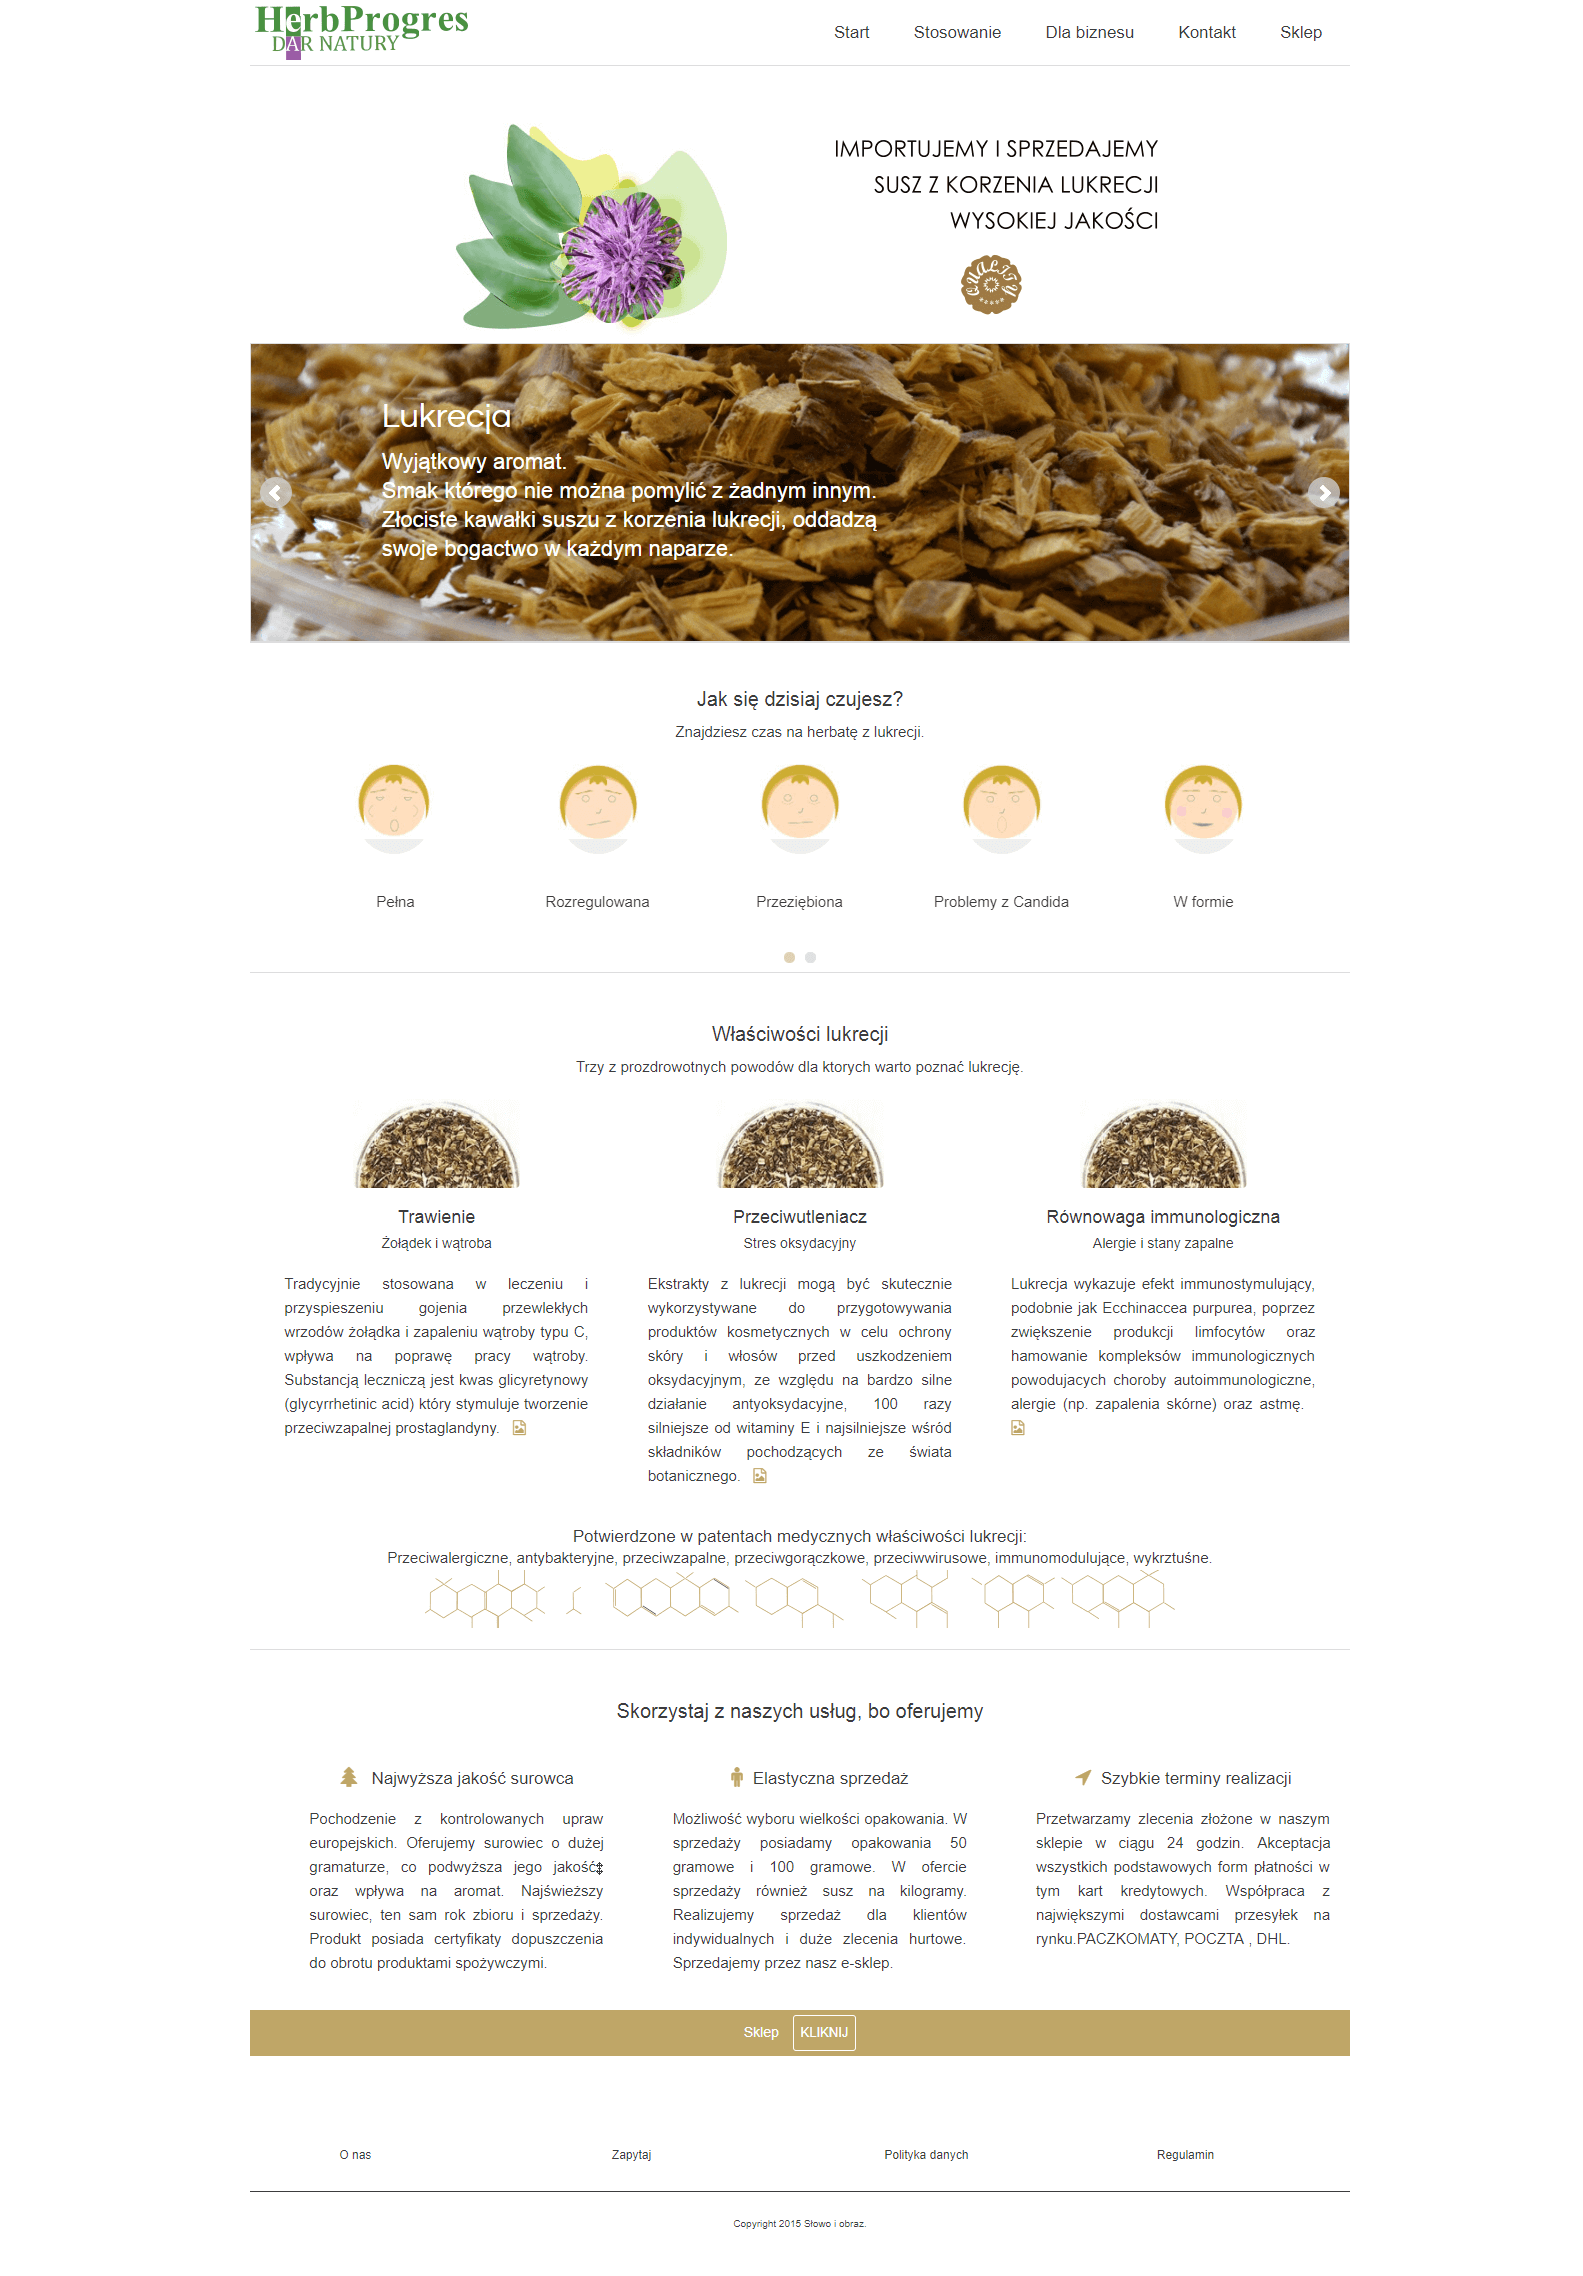 HerbProgres
DAR NATURY
Start Stosowanie Dla biznesu Kontakt Sklep
IMPORTUJEMY I SPRZEDAJEMY
SUSZ Z KORZENIA LUKRECJI
WYSOKIEJ JAKOŚCI
QUALITY
Lukrecja
Wyjątkowy aromat.
Smak którego nie można pomylić z żadnym innym.
Złociste kawałki suszu z korzenia lukrecji, oddadzą
swoje bogactwo w każdym naparze.
Jak się dzisiaj czujesz?
Znajdziesz czas na herbatę z lukrecji.
Pełna Rozregulowana Przeziębiona Problemy z Candida W formie
Właściwości lukrecji
Trzy z prozdrowotnych powodów dla ktorych warto poznać lukrecję.
Trawienie
Żołądek i wątroba
Tradycyjnie stosowana w leczeniu i
przyspieszeniu gojenia przewlekłych
wrzodów żołądka i zapaleniu wątroby typu C,
wpływa na poprawę pracy wątroby.
Substancją leczniczą jest kwas glicyretynowy
(glycyrrhetinic acid) który stymuluje tworzenie
przeciwzapalnej prostaglandyny.
Przeciwutleniacz
Stres oksydacyjny
Ekstrakty z lukrecji mogą być skutecznie
wykorzystywane do przygotowywania
produktów kosmetycznych w celu ochrony
skóry i włosów przed uszkodzeniem
oksydacyjnym, ze względu na bardzo silne
działanie antyoksydacyjne, 100 razy
silniejsze od witaminy E i najsilniejsze wśród
składników pochodzących ze świata
botanicznego.
Równowaga immunologiczna
Alergie i stany zapalne
Lukrecja wykazuje efekt immunostymulujący,
podobnie jak Ecchinaccea purpurea, poprzez
zwiększenie produkcji limfocytów oraz
hamowanie kompleksów immunologicznych
powodujacych choroby autoimmunologiczne,
alergie (np. zapalenia skórne) oraz astmę.
Potwierdzone w patentach medycznych właściwości lukrecji:
Przeciwalergiczne, antybakteryjne, przeciwzapalne, przeciwgorączkowe, przeciwwirusowe, immunomodulujące, wykrztuśne.
Skorzystaj z naszych usług, bo oferujemy
Najwyższa jakość surowca
Pochodzenie z kontrolowanych upraw
europejskich. Oferujemy surowiec o dużej
gramaturze, co podwyższa jego jakość
oraz wpływa na aromat. Najświeższy
surowiec, ten sam rok zbioru i sprzedaży.
Produkt posiada certyfikaty dopuszczenia
do obrotu produktami spożywczymi.
Elastyczna sprzedaż
Możliwość wyboru wielkości opakowania. W
sprzedaży posiadamy opakowania 50
gramowe i 100 gramowe. W ofercie
sprzedaży również susz na kilogramy.
Realizujemy sprzedaż dla klientów
indywidualnych i duże zlecenia hurtowe.
Sprzedajemy przez nasz e-sklep.
Szybkie terminy realizacji
Przetwarzamy zlecenia złożone w naszym
sklepie w ciągu 24 godzin. Akceptacja
wszystkich podstawowych form płatności w
tym kart kredytowych. Współpraca z
największymi dostawcami przesyłek na
rynku.PACZKOMATY, POCZTA , DHL.
Sklep KLIKNIJ
O nas Zapytaj Polityka danych Regulamin
Copyright 2015 Słowo i obraz.